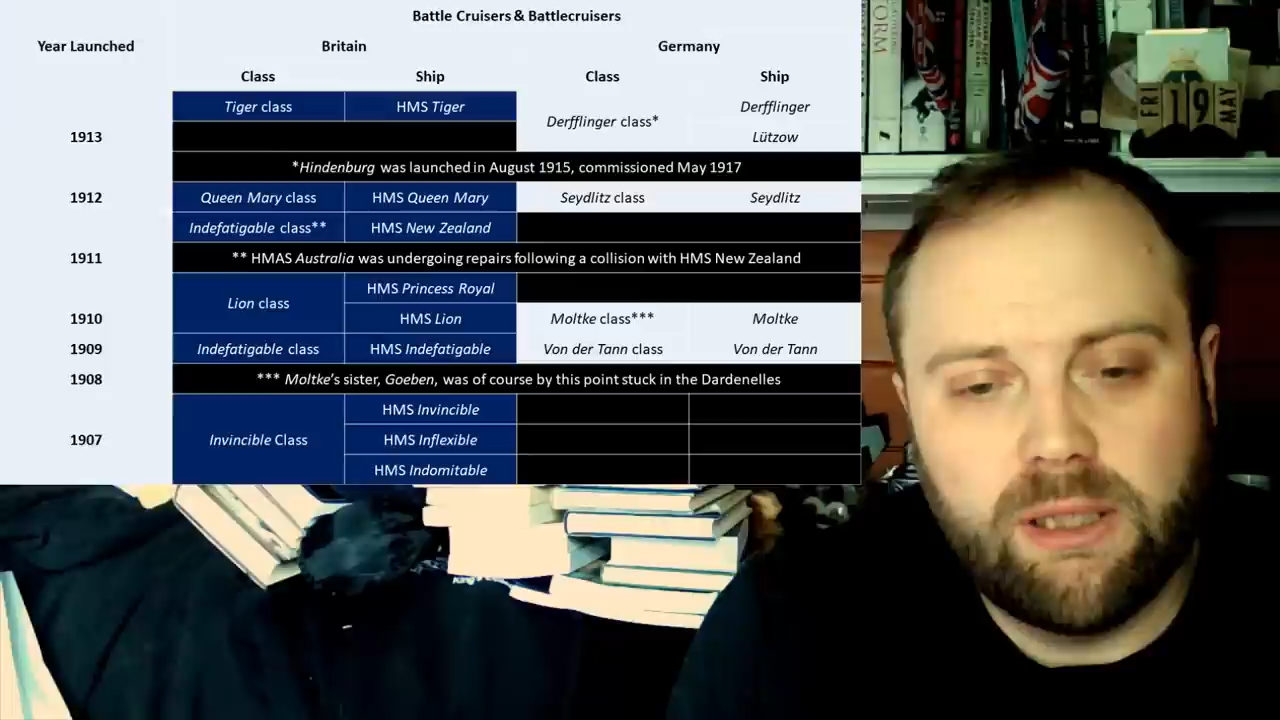 Battle Cruisers & Battlecruisers
Year Launched Britain Germany
Class Ship Class Ship
Tiger class HMS Tiger Derfflinger class* Derfflinger
1913 Lützow
*Hindenburg was launched in August 1915, commissioned May 1917
1912 Queen Mary class HMS Queen Mary Seydlitz class Seydlitz
Indefatigable class** HMS New Zealand
1911 ** HMAS Australia was undergoing repairs following a collision with HMS New Zealand
Lion class HMS Princess Royal
1910 HMS Lion Moltke class*** Moltke
1909 Indefatigable class HMS Indefatigable Von der Tann class Von der Tann
1908 *** Moltke's sister, Goeben, was of course by this point stuck in the Dardenelles
HMS Invincible
1907 Invincible Class HMS Inflexible
HMS Indomitable
FRI 19 MAY